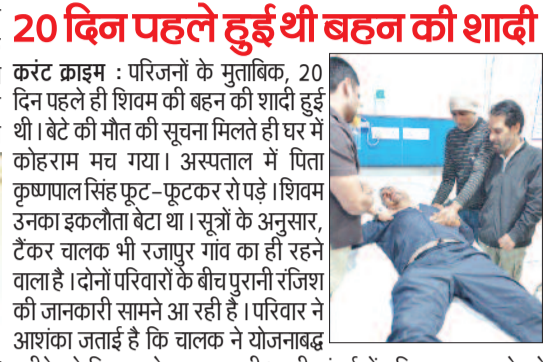 20 दिन पहले हुई थी बहन की शादी
करंट क्राइम : परिजनों के मुताबिक, 20
दिन पहले ही शिवम की बहन की शादी हुई
थी। बेटे की मौत की सूचना मिलते ही घर में
कोहराम मच गया। अस्पताल में पिता
कृष्णपाल सिंह फूट-फूटकर रो पड़े। शिवम
उनका इकलौता बेटा था। सूत्रों के अनुसार,
टैंकर चालक भी रजापुर गांव का ही रहने
वाला है। दोनों परिवारों के बीच पुरानी रंजिश
की जानकारी सामने आ रही है। परिवार ने
आशंका जताई है कि चालक ने योजनाबद्ध